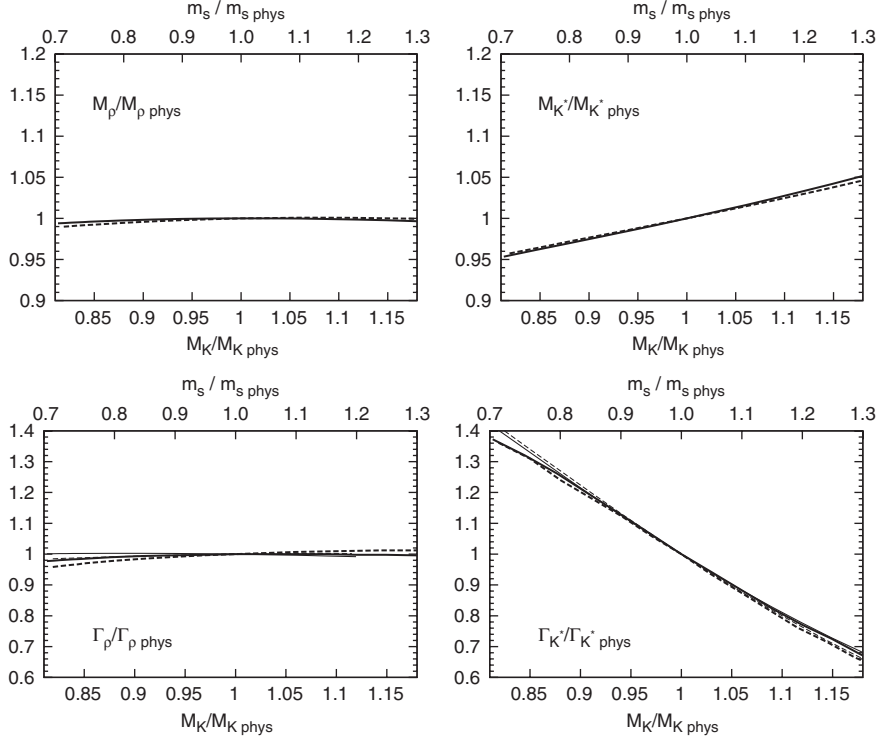 m_s / m_s phys
m_s / m_s phys
0.7 0.8 0.9 1.0 1.1 1.2 1.3
0.7 0.8 0.9 1.0 1.1 1.2 1.3
1.2
1.15
1.1
1.05
1
0.95
0.9
M_ρ/M_ρ phys
0.85 0.9 0.95 1 1.05 1.1 1.15
M_K/M_K phys
1.2
1.15
1.1
1.05
1
0.95
0.9
M_K*/M_K* phys
0.85 0.9 0.95 1 1.05 1.1 1.15
M_K/M_K phys
m_s / m_s phys
m_s / m_s phys
0.7 0.8 0.9 1.0 1.1 1.2 1.3
0.7 0.8 0.9 1.0 1.1 1.2 1.3
1.4
1.3
1.2
1.1
1
0.9
0.8
0.7
0.6
Γ_ρ/Γ_ρ phys
0.85 0.9 0.95 1 1.05 1.1 1.15
M_K/M_K phys
1.4
1.3
1.2
1.1
1
0.9
0.8
0.7
0.6
Γ_K*/Γ_K* phys
0.85 0.9 0.95 1 1.05 1.1 1.15
M_K/M_K phys